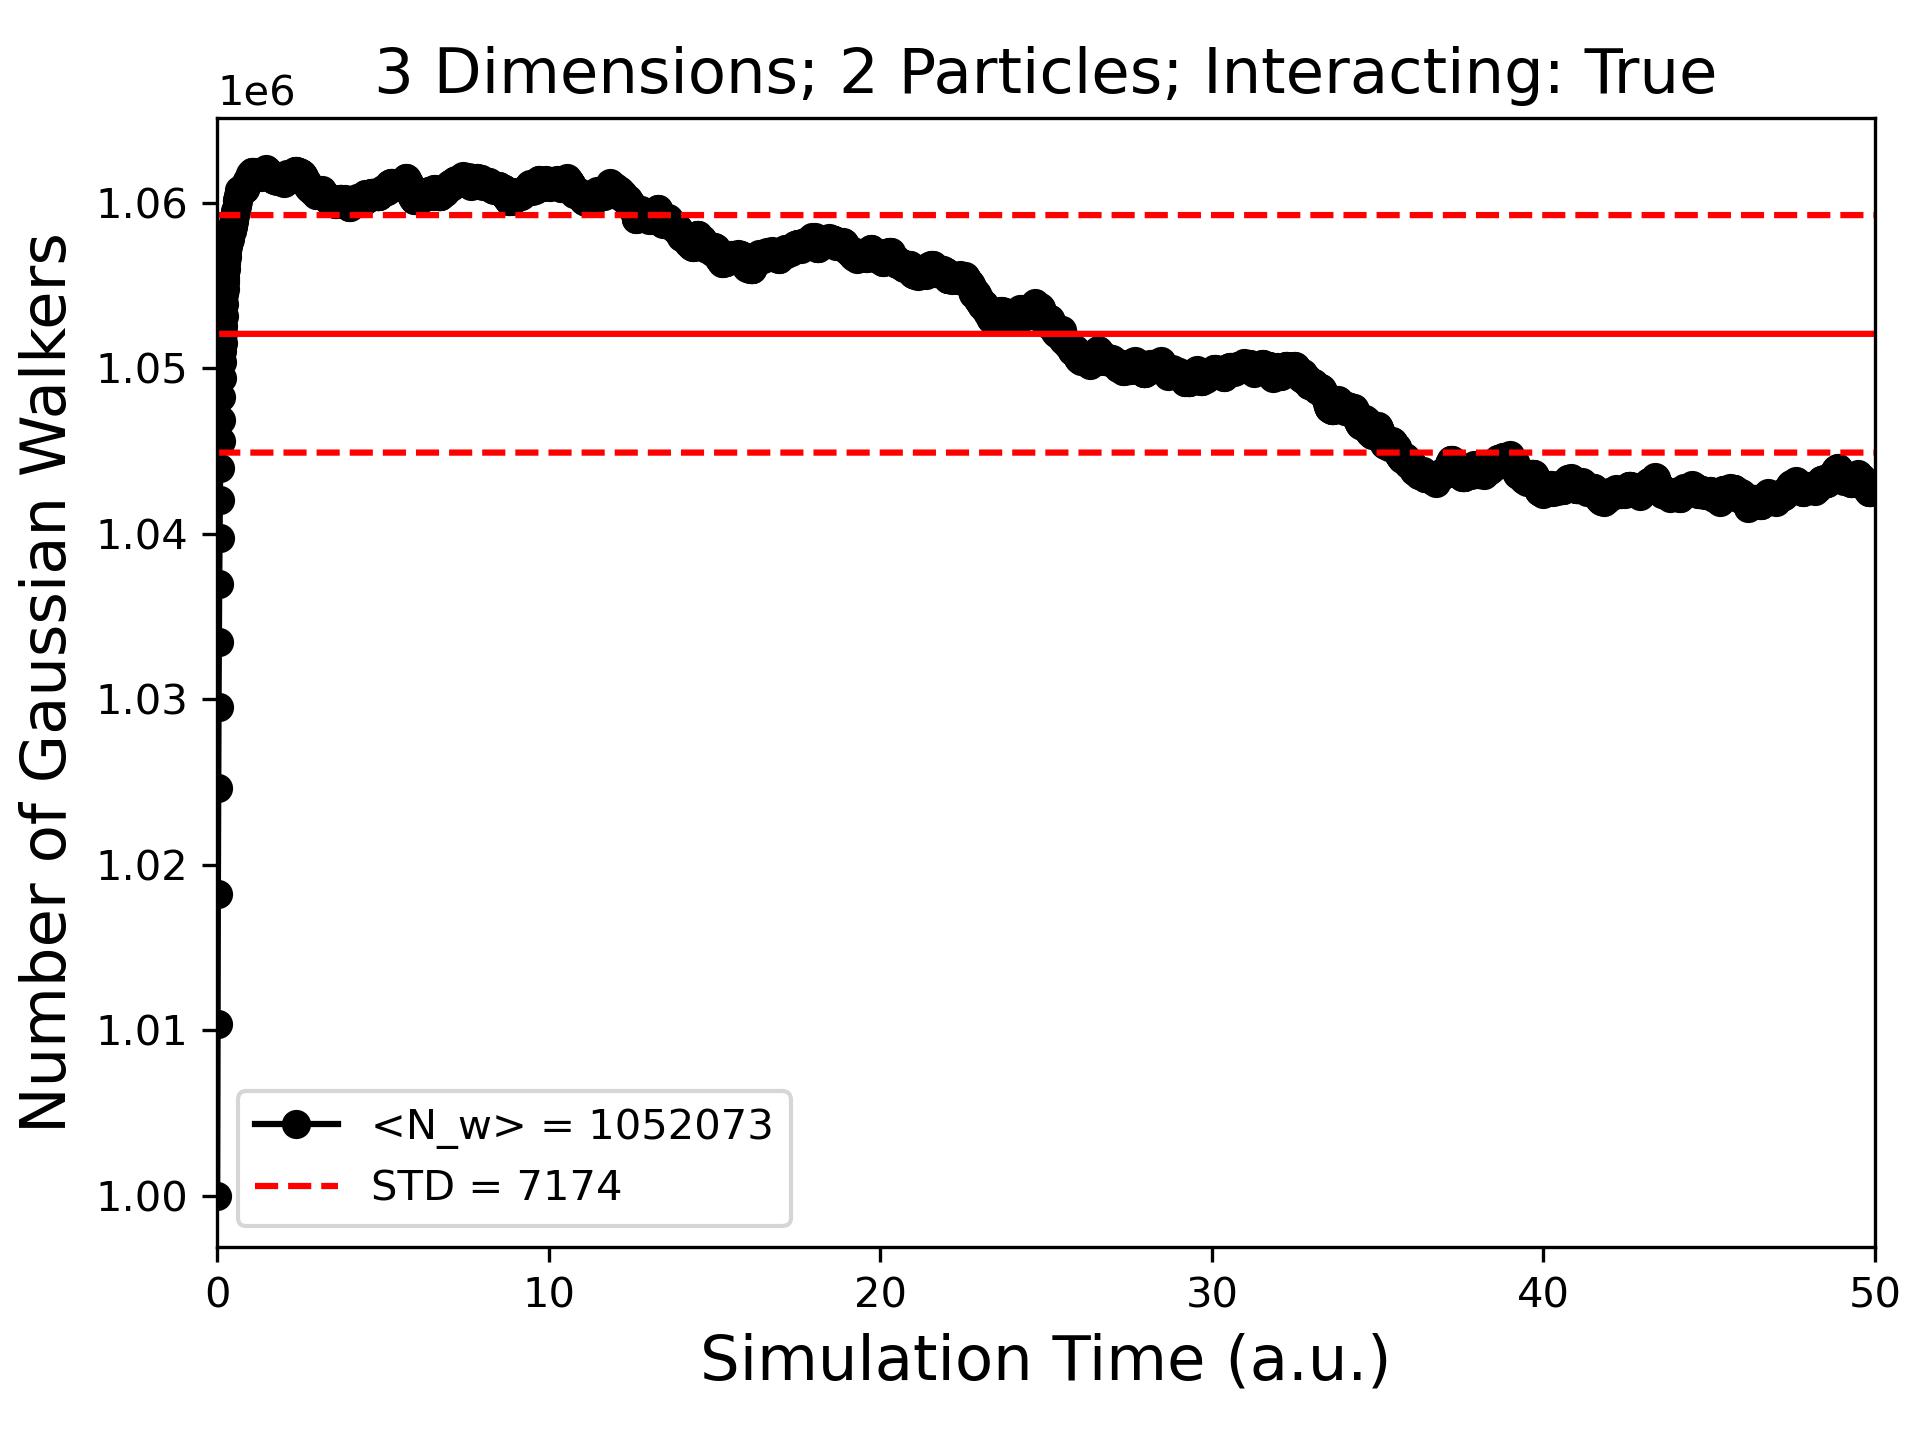 3 Dimensions; 2 Particles; Interacting: True
1e6
Number of Gaussian Walkers
1.06
1.05
1.04
1.03
1.02
1.01
1.00
<N_w> = 1052073
STD = 7174
0 10 20 30 40 50
Simulation Time (a.u.)